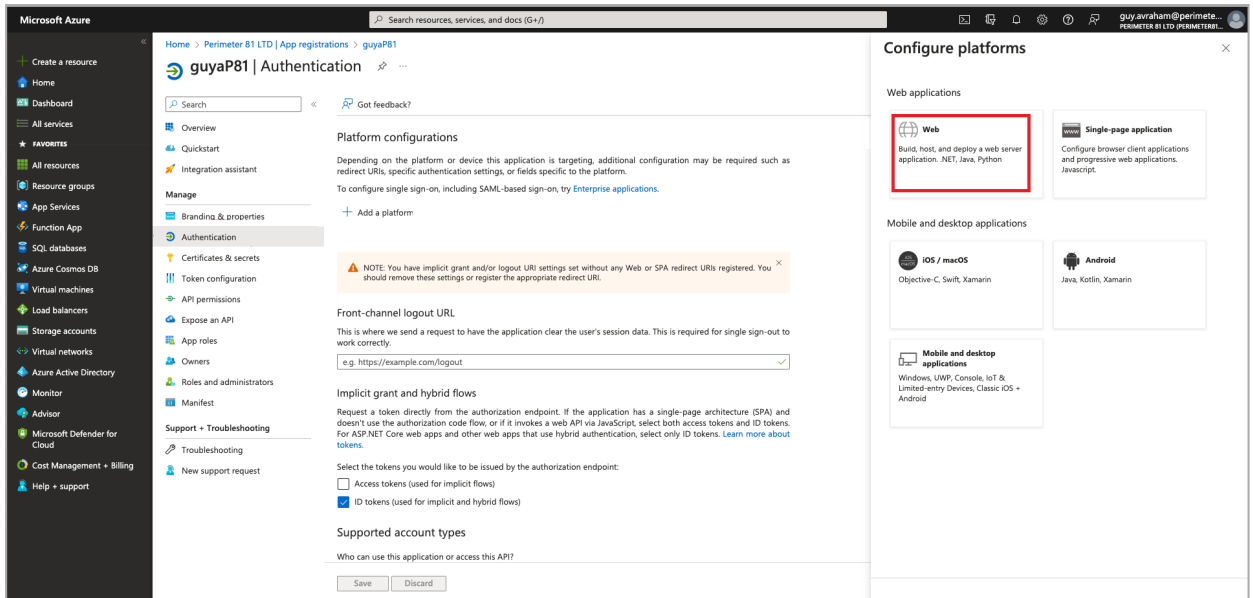 Microsoft Azure
Search resources, services, and docs (G+/)
guy.avraham@perimete...
PERIMETER 81 LTD (PERIMETER81...
Create a resource
Home
Dashboard
All services
FAVORITES
All resources
Resource groups
App Services
Function App
SQL databases
Azure Cosmos DB
Virtual machines
Load balancers
Storage accounts
Virtual networks
Azure Active Directory
Monitor
Advisor
Microsoft Defender for
Cloud
Cost Management + Billing
Help + support
Home > Perimeter 81 LTD | App registrations > guyaP81
guyaP81 | Authentication
Search
Overview
Quickstart
Integration assistant
Manage
Branding & properties
Authentication
Certificates & secrets
Token configuration
API permissions
Expose an API
App roles
Owners
Roles and administrators
Manifest
Support + Troubleshooting
Troubleshooting
New support request
Got feedback?
Platform configurations
Depending on the platform or device this application is targeting, additional configuration may be required such as
redirect URIs, specific authentication settings, or fields specific to the platform.
To configure single sign-on, including SAML-based sign-on, try Enterprise applications.
Add a platform
NOTE: You have implicit grant and/or logout URI settings set without any Web or SPA redirect URIs registered. You
should remove these settings or register the appropriate redirect URI.
Front-channel logout URL
This is where we send a request to have the application clear the user's session data. This is required for single sign-out to
work correctly.
e.g. https://example.com/logout
Implicit grant and hybrid flows
Request a token directly from the authorization endpoint. If the application has a single-page architecture (SPA) and
doesn't use the authorization code flow, or if it invokes a web API via JavaScript, select both access tokens and ID tokens.
For ASP.NET Core web apps and other web apps that use hybrid authentication, select only ID tokens. Learn more about
tokens.
Select the tokens you would like to be issued by the authorization endpoint:
Access tokens (used for implicit flows)
ID tokens (used for implicit and hybrid flows)
Supported account types
Who can use this application or access this API?
Save Discard
Configure platforms
Web applications
Web
Build, host, and deploy a web server
application. .NET, Java, Python
www
Single-page application
Configure browser client applications
and progressive web applications.
Javascript.
Mobile and desktop applications
iOS / macOS
Objective-C, Swift, Xamarin
Android
Java, Kotlin, Xamarin
Mobile and desktop
applications
Windows, UWP, Console, IoT &
Limited-entry Devices, Classic iOS +
Android